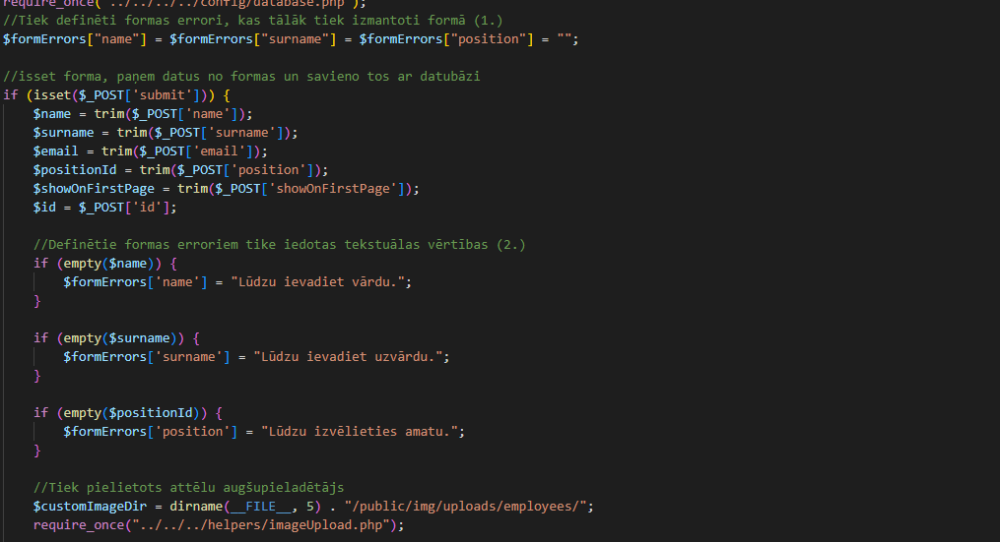 require_once("../../../../config/database.php");
//Tiek definēti formas errori, kas tālāk tiek izmantoti formā (1.)
$formErrors["name"] = $formErrors["surname"] = $formErrors["position"] = "";
//isset forma, paņem datus no formas un savieno tos ar datubāzi
if (isset($_POST['submit'])) {
$name = trim($_POST['name']);
$surname = trim($_POST['surname']);
$email = trim($_POST['email']);
$positionId = trim($_POST['position']);
$showOnFirstPage = trim($_POST['showOnFirstPage']);
$id = $_POST['id'];
//Definētie formas erroriem tike iedotas tekstuālas vērtības (2.)
if (empty($name)) {
$formErrors['name'] = "Lūdzu ievadiet vārdu.";
}
if (empty($surname)) {
$formErrors['surname'] = "Lūdzu ievadiet uzvārdu.";
}
if (empty($positionId)) {
$formErrors['position'] = "Lūdzu izvēlieties amatu.";
}
//Tiek pielietots attēlu augšupieladētājs
$customImageDir = dirname(__FILE__, 5) . "/public/img/uploads/employees/";
require_once("../../../helpers/imageUpload.php");